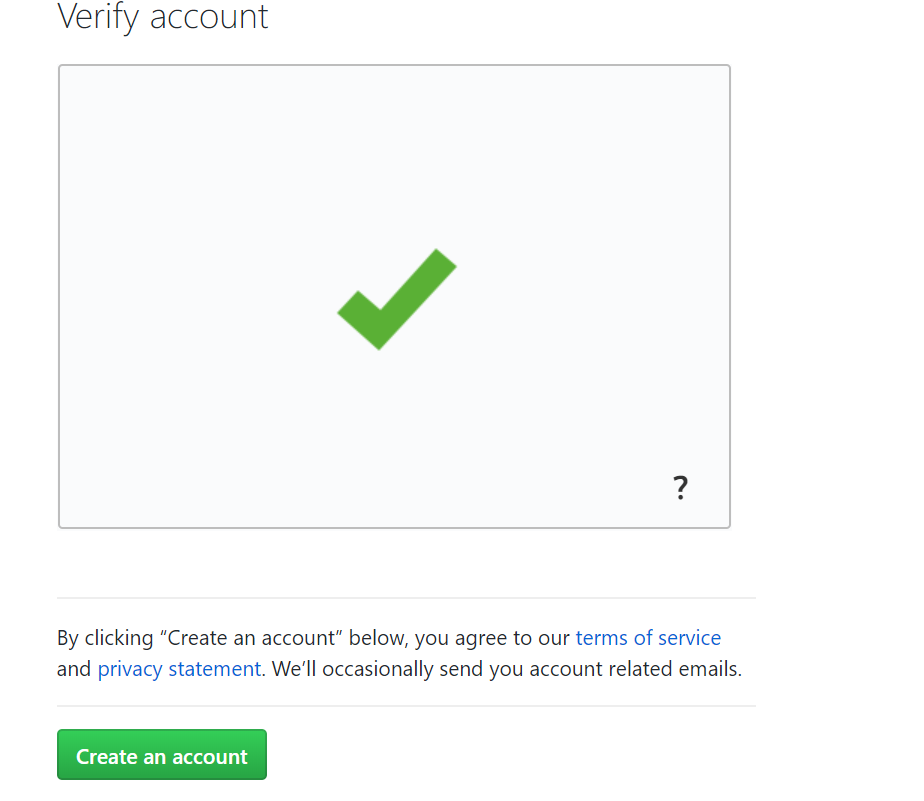 Verify account
?
By clicking “Create an account” below, you agree to our terms of service
and privacy statement. We’ll occasionally send you account related emails.
Create an account